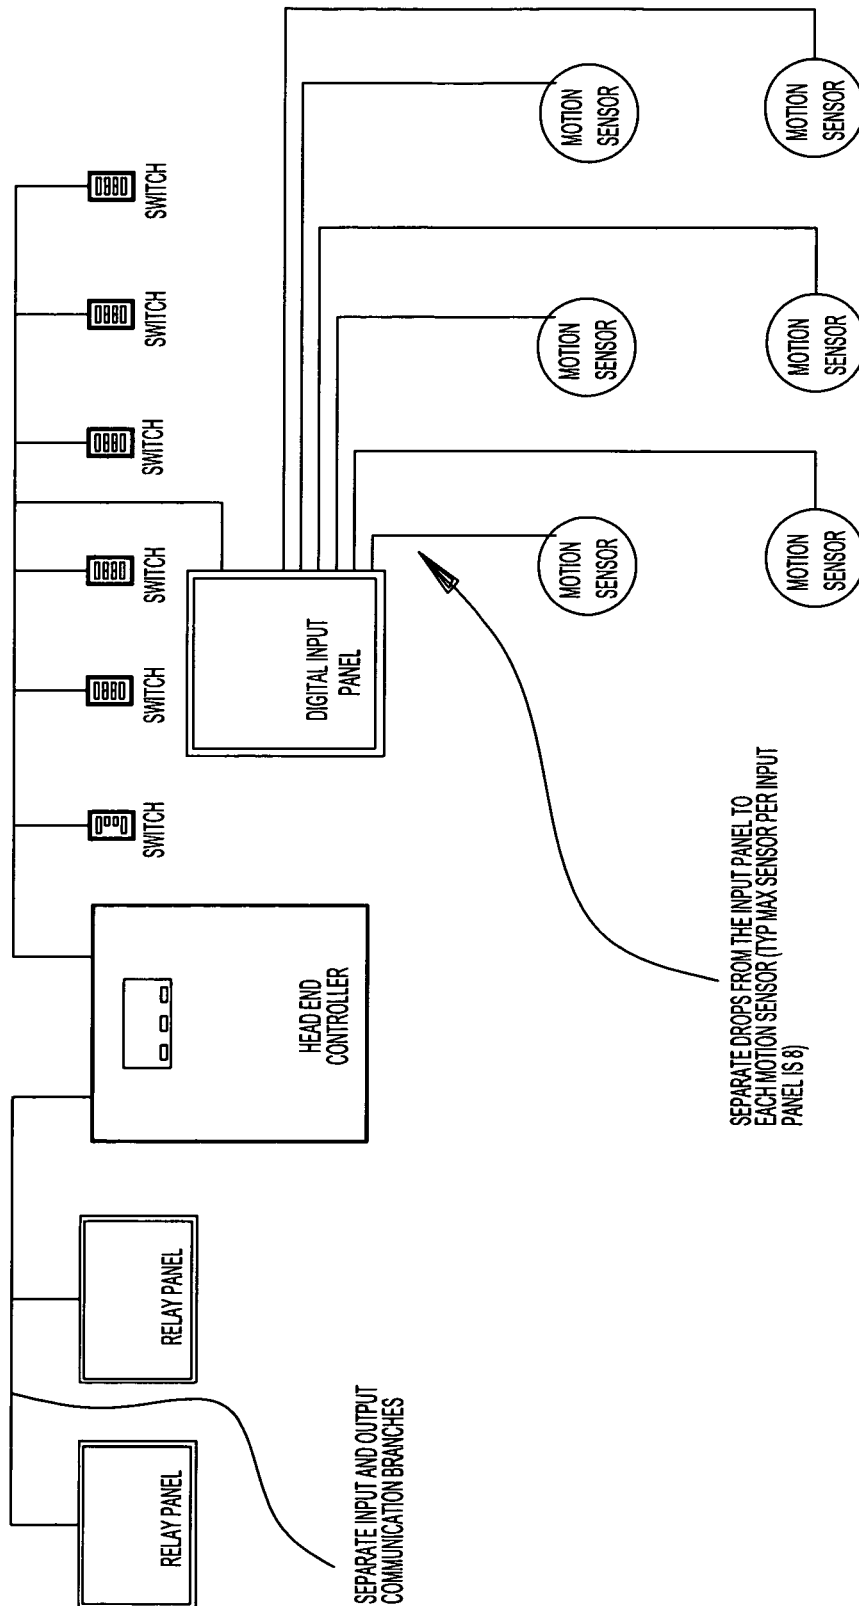 RELAY PANEL
RELAY PANEL
HEAD END
CONTROLLER
SWITCH
SWITCH
SWITCH
SWITCH
SWITCH
SWITCH
DIGITAL INPUT
PANEL
MOTION
SENSOR
MOTION
SENSOR
MOTION
SENSOR
MOTION
SENSOR
MOTION
SENSOR
MOTION
SENSOR
SEPARATE INPUT AND OUTPUT
COMMUNICATION BRANCHES
SEPARATE DROPS FROM THE INPUT PANEL TO
EACH MOTION SENSOR (TYP MAX SENSOR PER INPUT
PANEL IS 8)